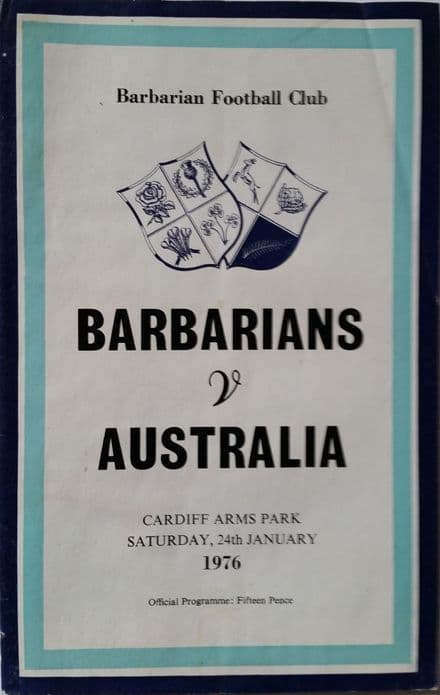 Barbarian Football Club
BARBARIANS
v
AUSTRALIA
CARDIFF ARMS PARK
SATURDAY, 24th JANUARY
1976
Official Programme: Fifteen Pence